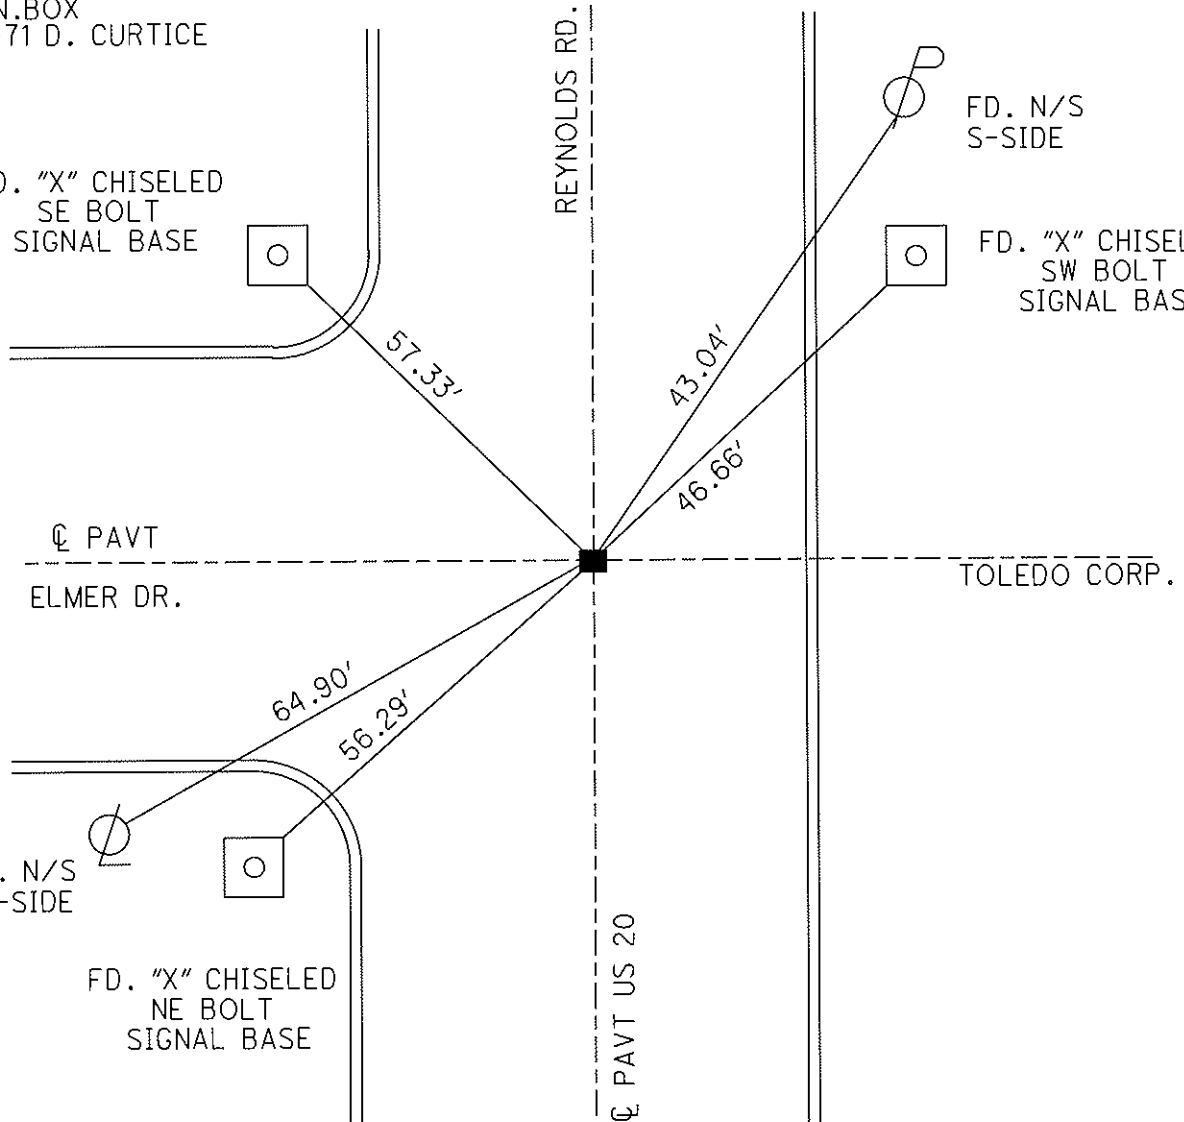 N.BOX
71 D. CURTICE
REYNOLDS RD.
FD. N/S
S-SIDE
D. "X" CHISELED
SE BOLT
SIGNAL BASE
FD. "X" CHISEL
SW BOLT
SIGNAL BAS
57.33'
43.04'
46.66'
℄ PAVT
ELMER DR.
TOLEDO CORP.
64.90'
56.29'
. N/S
-SIDE
FD. "X" CHISELED
NE BOLT
SIGNAL BASE
℄ PAVT US 20